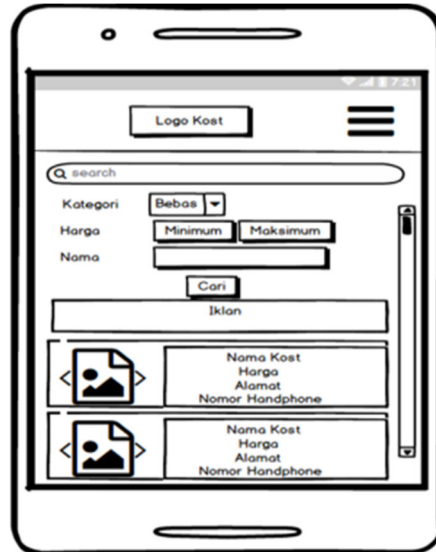 7:21
Logo Kost
search
Kategori Bebas
Harga Minimum Maksimum
Nama
Cari
Iklan
Nama Kost
Harga
Alamat
Nomor Handphone
Nama Kost
Harga
Alamat
Nomor Handphone